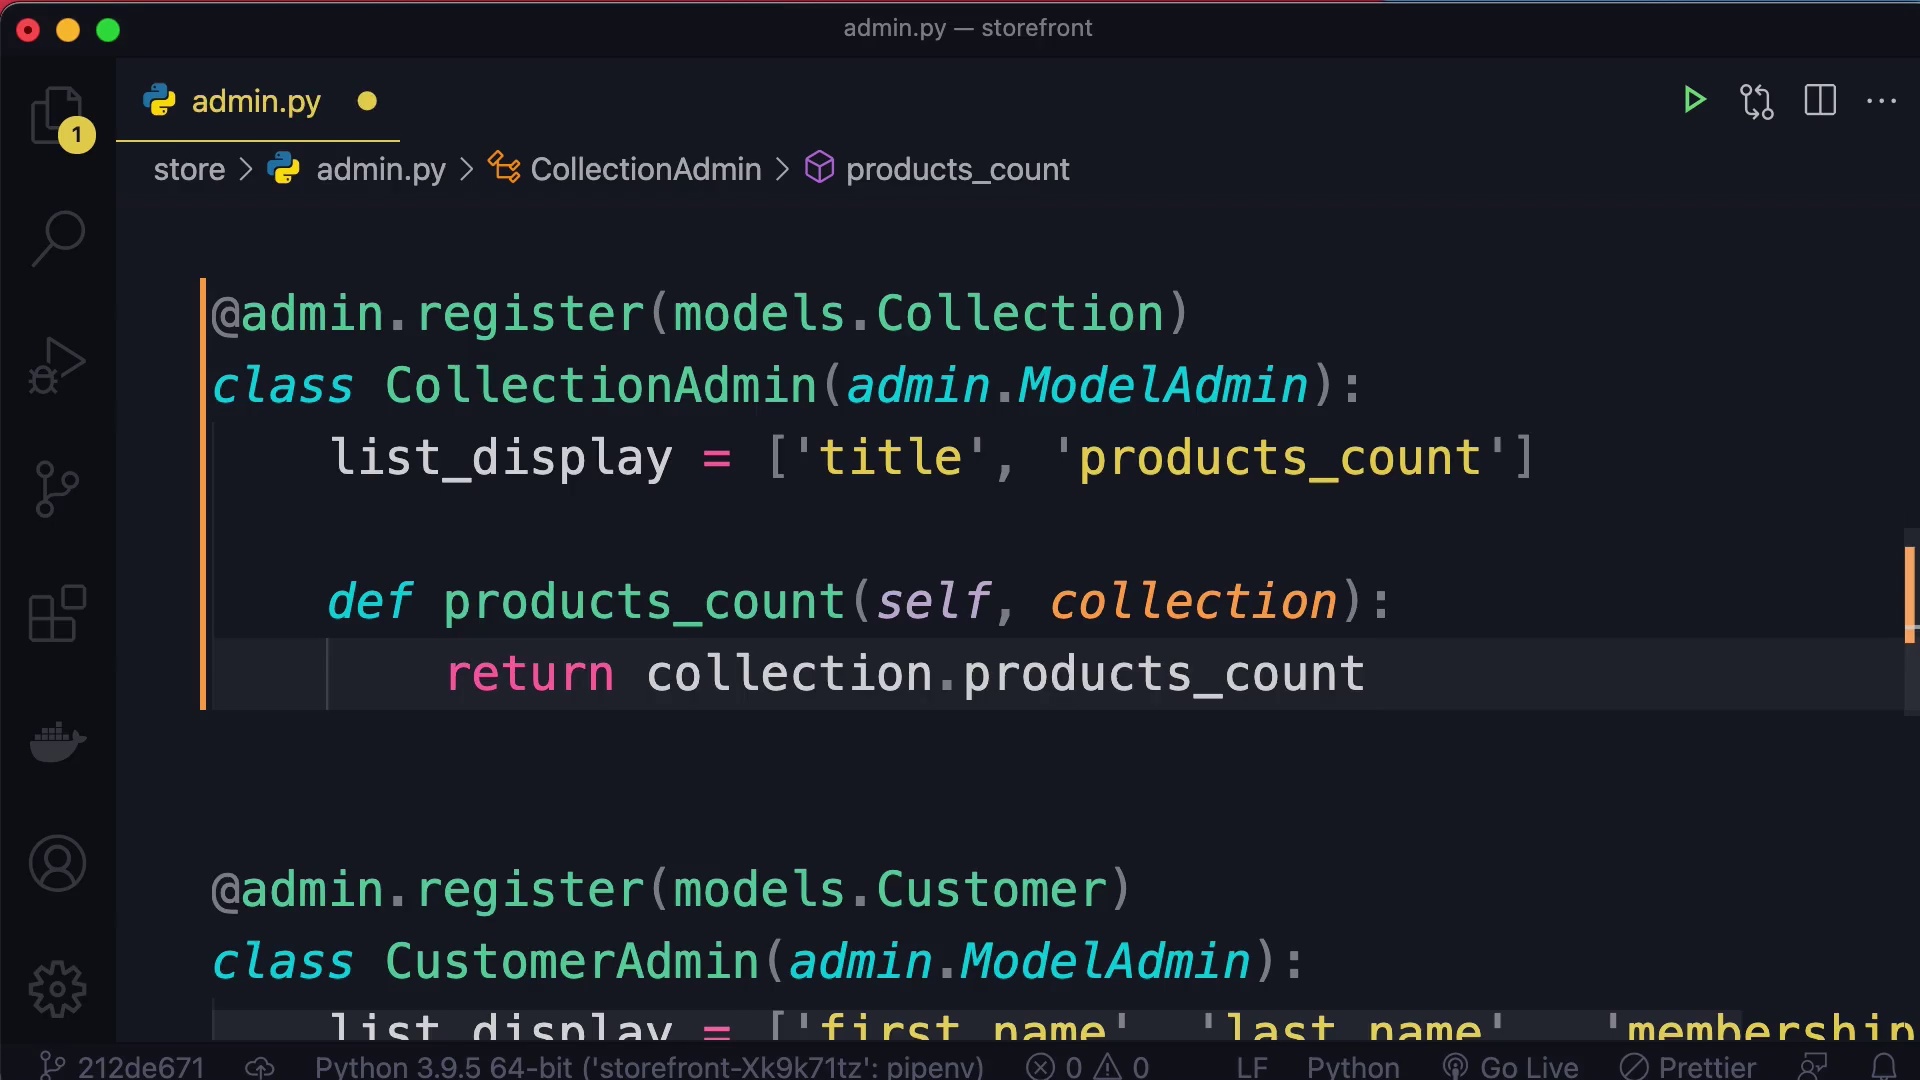 admin.py — storefront
admin.py
1
store > admin.py > CollectionAdmin > products_count
@admin.register(models.Collection)
class CollectionAdmin(admin.ModelAdmin):
    list_display = ['title', 'products_count']
    def products_count(self, collection):
        return collection.products_count
@admin.register(models.Customer)
class CustomerAdmin(admin.ModelAdmin):
    list_display = ['first_name', 'last_name', 'membership
212de671 Python 3.9.5 64-bit ('storefront-Xk9k71tz': pipenv) 0 0 LF Python Go Live Prettier